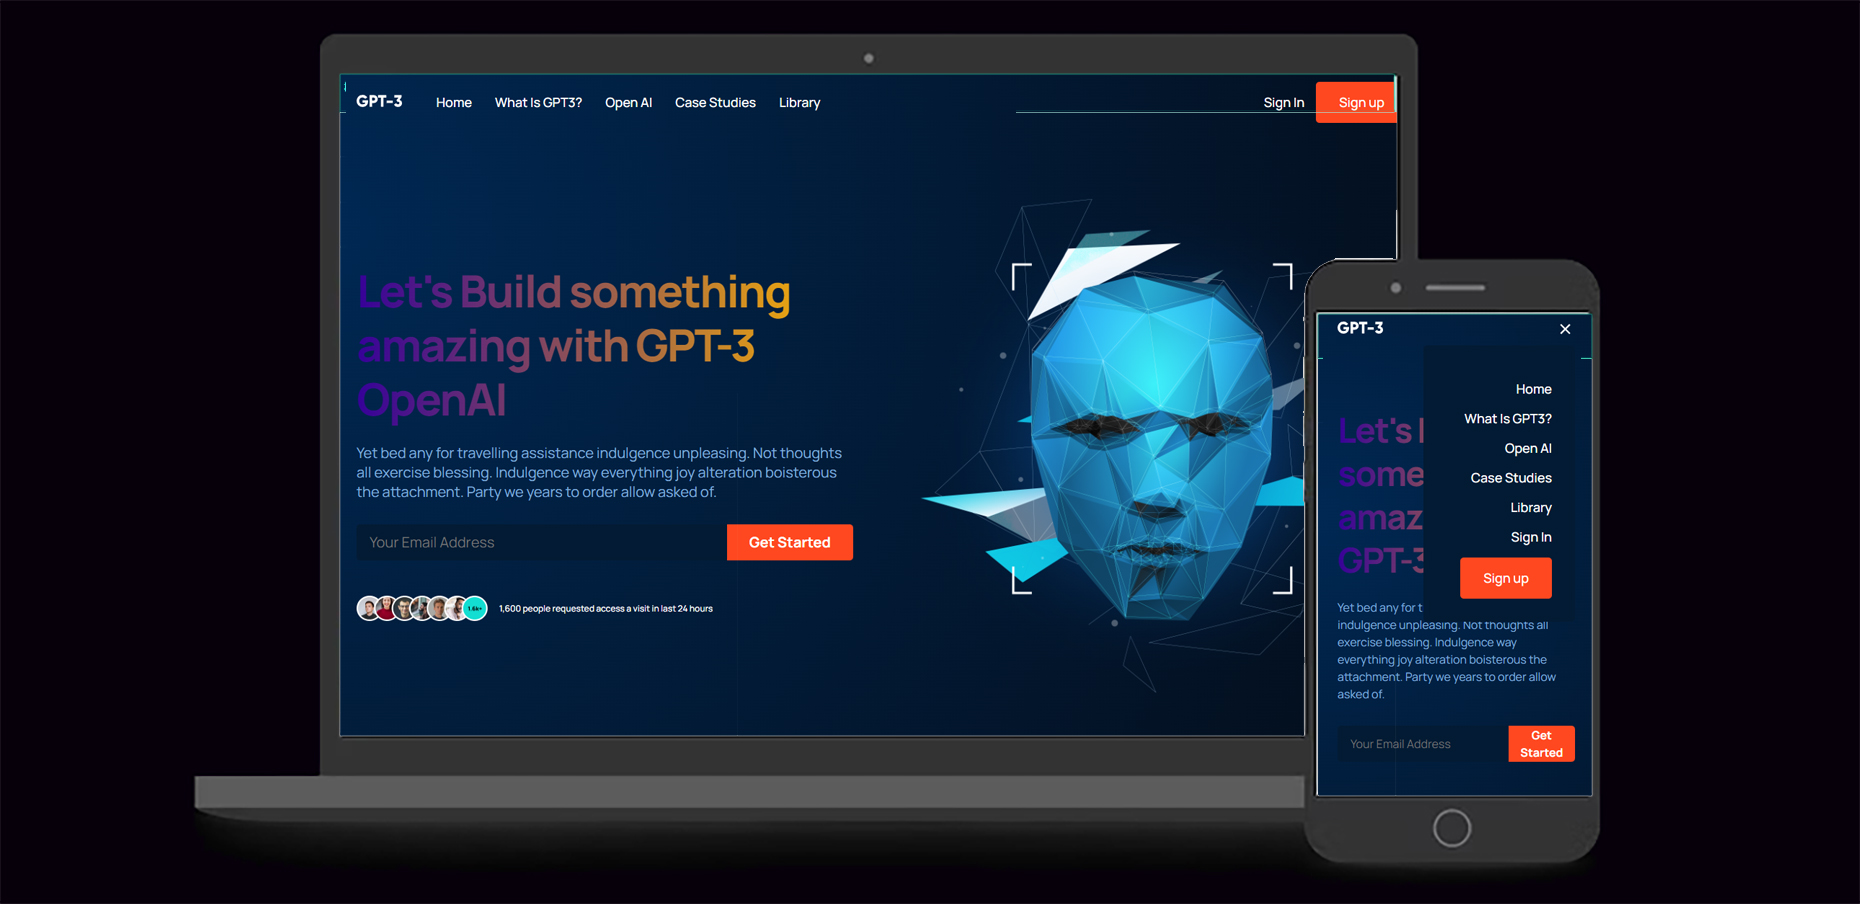 GPT-3 Home What Is GPT3? Open AI Case Studies Library Sign In Sign up
Let's Build something
amazing with GPT-3
OpenAI
Yet bed any for travelling assistance indulgence unpleasing. Not thoughts
all exercise blessing. Indulgence way everything joy alteration boisterous
the attachment. Party we years to order allow asked of.
Your Email Address Get Started
1.6k+ 1,600 people requested access a visit in last 24 hours
GPT-3
Home
What Is GPT3?
Open AI
Case Studies
Library
Sign In
Sign up
Let's
some
amaz
GPT-3
Yet bed any for t
indulgence unpleasing. Not thoughts all
exercise blessing. Indulgence way
everything joy alteration boisterous the
attachment. Party we years to order allow
asked of.
Your Email Address
Get
Started